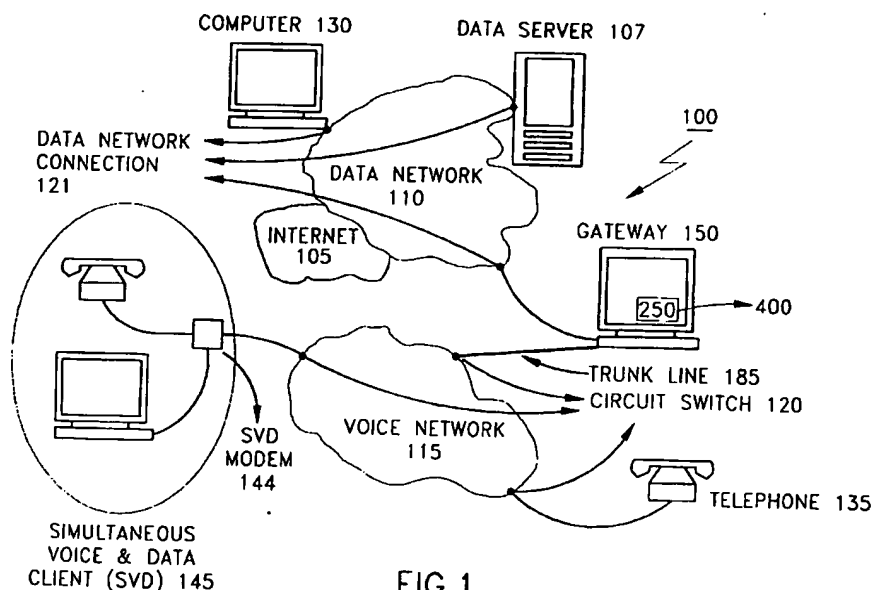 COMPUTER 130
DATA SERVER 107
100
DATA NETWORK
CONNECTION
121
DATA NETWORK
110
INTERNET
105
GATEWAY 150
250
400
TRUNK LINE 185
CIRCUIT SWITCH 120
VOICE NETWORK
115
SVD
MODEM
144
TELEPHONE 135
SIMULTANEOUS
VOICE & DATA
CLIENT (SVD) 145
FIG. 1